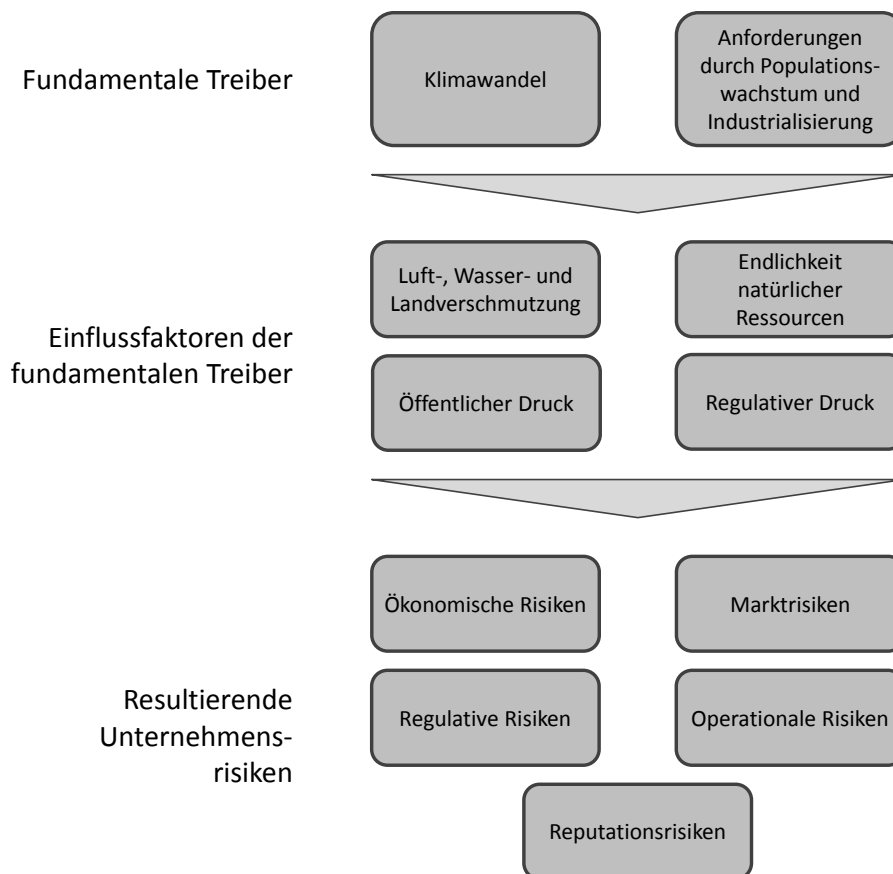 Fundamentale Treiber
Klimawandel
Anforderungen
durch Populations-
wachstum und
Industrialisierung
Einflussfaktoren der
fundamentalen Treiber
Luft-, Wasser- und
Landverschmutzung
Endlichkeit
natürlicher
Ressourcen
Öffentlicher Druck
Regulativer Druck
Resultierende
Unternehmens-
risiken
Ökonomische Risiken
Marktrisiken
Regulative Risiken
Operationale Risiken
Reputationsrisiken